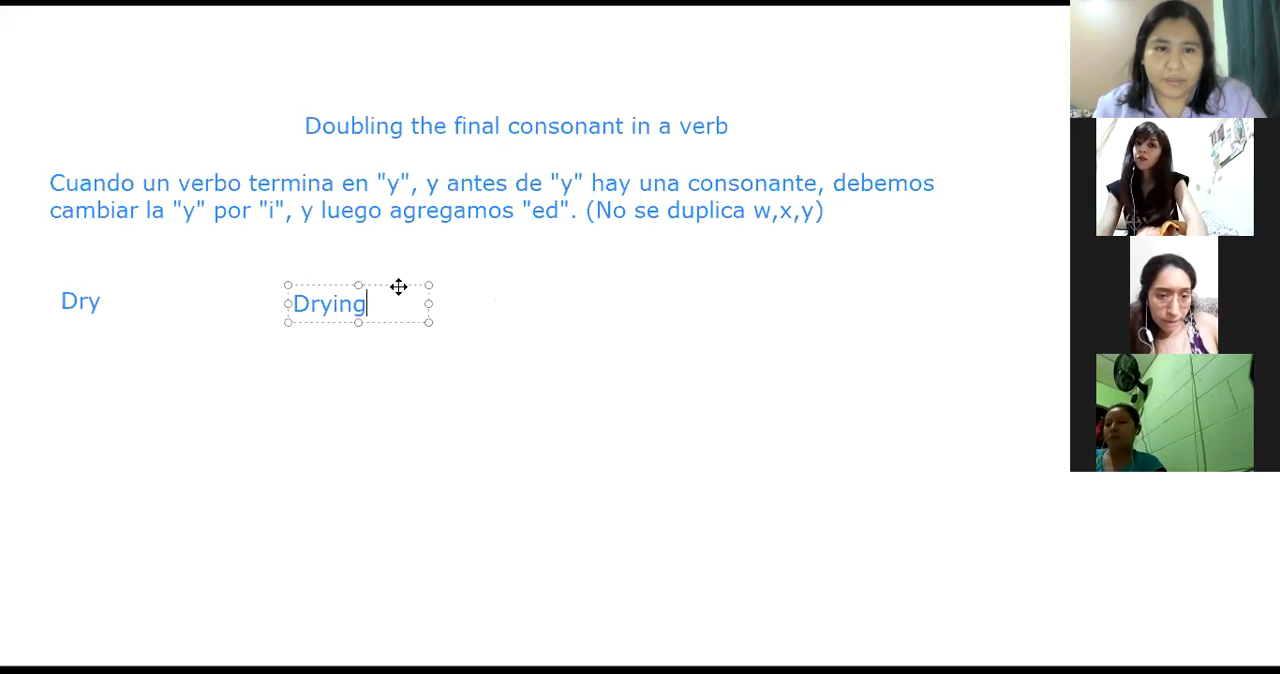 Doubling the final consonant in a verb
Cuando un verbo termina en "y", y antes de "y" hay una consonante, debemos
cambiar la "y" por "i", y luego agregamos "ed". (No se duplica w,x,y)
Dry
Drying